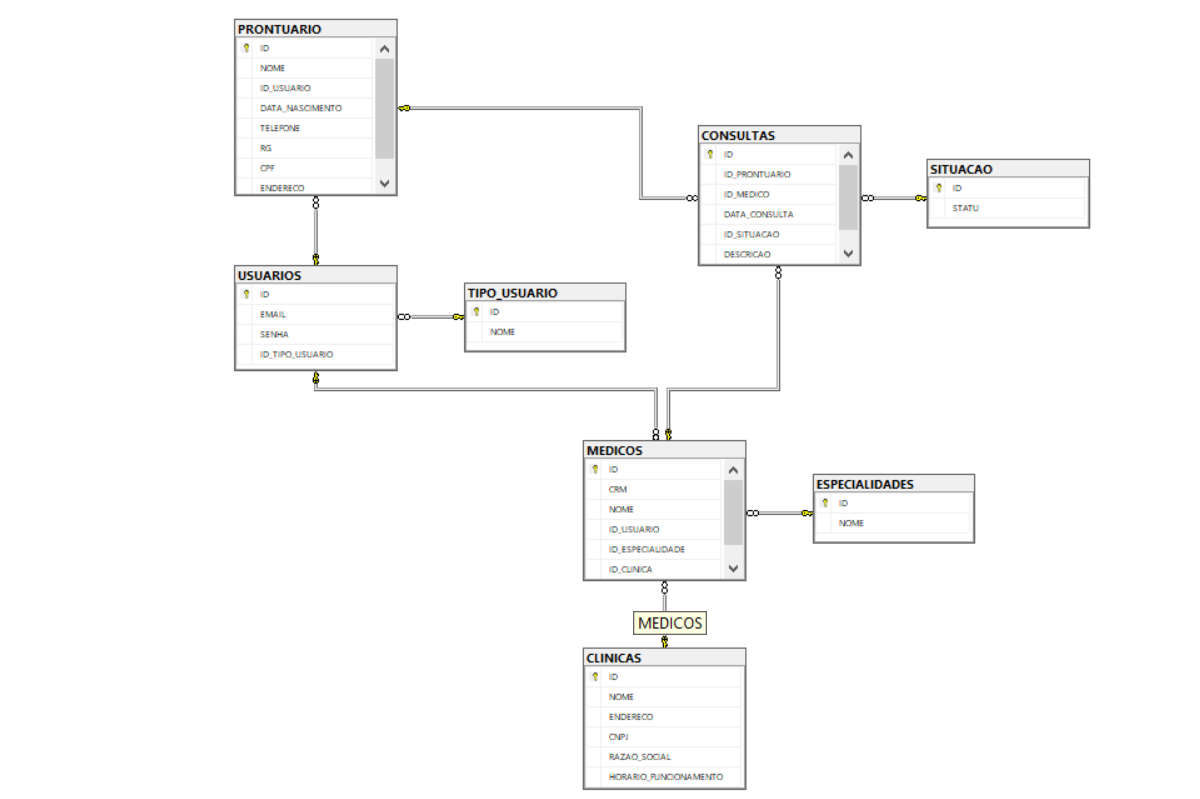 PRONTUARIO
ID
NOME
ID_USUARIO
DATA_NASCIMENTO
TELEFONE
RG
CPF
ENDERECO
CONSULTAS
ID
ID_PRONTUARIO
ID_MEDICO
DATA_CONSULTA
ID_SITUACAO
DESCRICAO
SITUACAO
ID
STATU
USUARIOS
ID
EMAIL
SENHA
ID_TIPO_USUARIO
TIPO_USUARIO
ID
NOME
MEDICOS
ID
CRM
NOME
ID_USUARIO
ID_ESPECIALIDADE
ID_CLINICA
ESPECIALIDADES
ID
NOME
MEDICOS
CLINICAS
ID
NOME
ENDERECO
CNPJ
RAZAO_SOCIAL
HORARIO_FUNCIONAMENTO